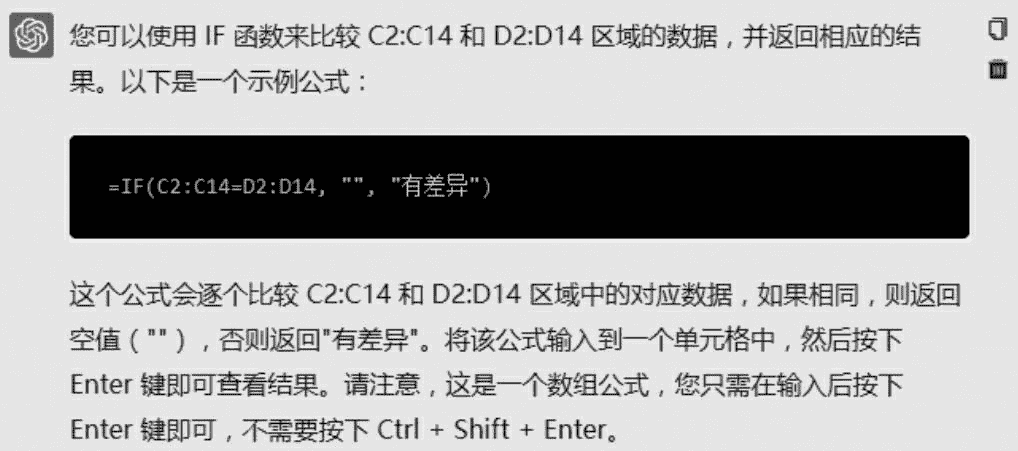 您可以使用 IF 函数来比较 C2:C14 和 D2:D14 区域的数据，并返回相应的结
果。以下是一个示例公式：
=IF(C2:C14=D2:D14, "", "有差异")
这个公式会逐个比较 C2:C14 和 D2:D14 区域中的对应数据，如果相同，则返回
空值（""），否则返回"有差异"。将该公式输入到一个单元格中，然后按下
Enter 键即可查看结果。请注意，这是一个数组公式，您只需在输入后按下
Enter 键即可，不需要按下 Ctrl + Shift + Enter。